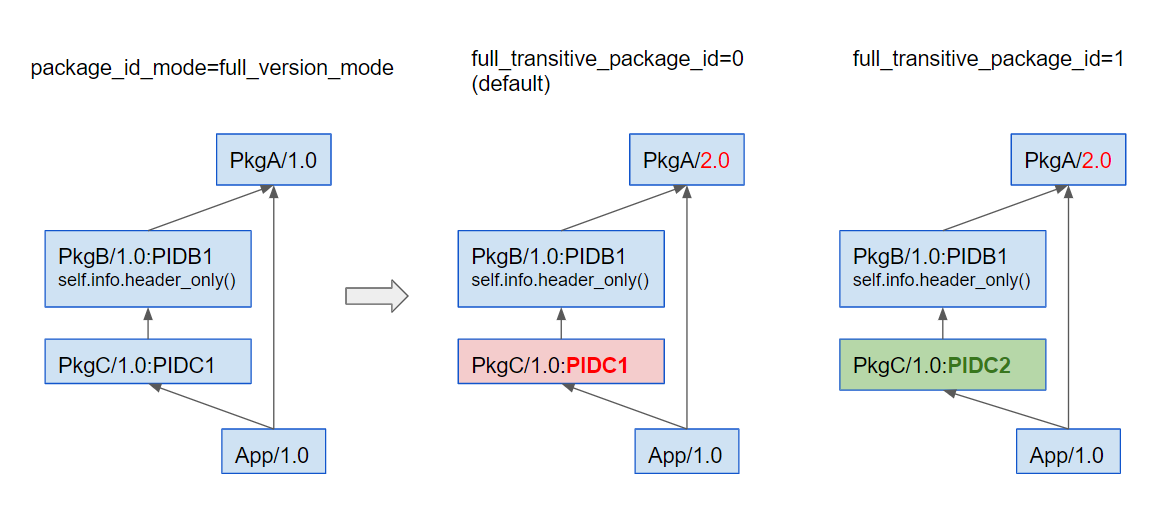 package_id_mode=full_version_mode
PkgA/1.0
PkgB/1.0:PIDB1
self.info.header_only()
PkgC/1.0:PIDC1
App/1.0
full_transitive_package_id=0
(default)
PkgA/2.0
PkgB/1.0:PIDB1
self.info.header_only()
PkgC/1.0:PIDC1
App/1.0
full_transitive_package_id=1
PkgA/2.0
PkgB/1.0:PIDB1
self.info.header_only()
PkgC/1.0:PIDC2
App/1.0